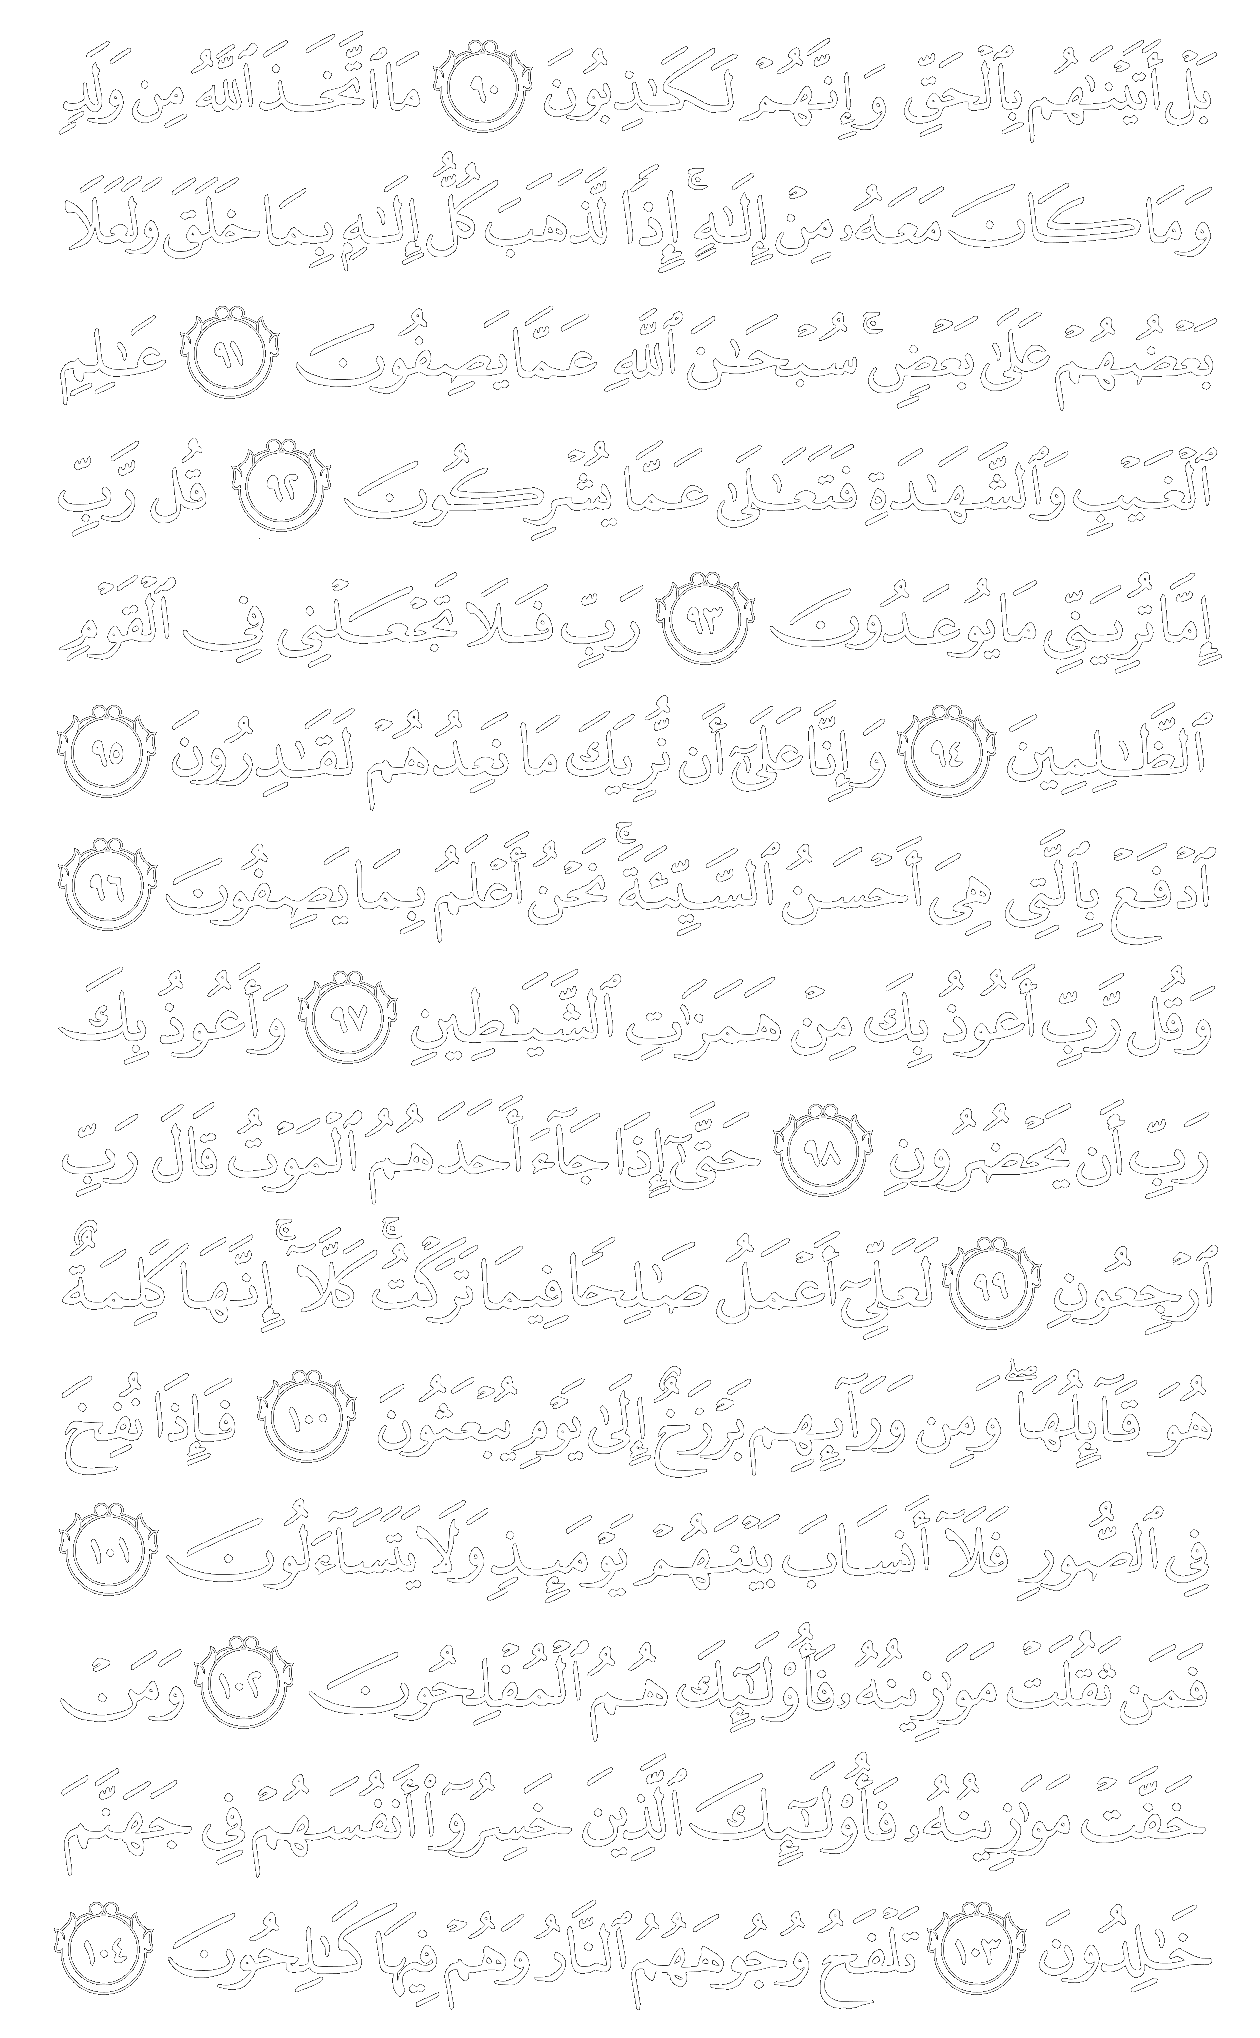 بَلْ أَتَيْنَٰهُم بِٱلْحَقِّ وَإِنَّهُمْ لَكَٰذِبُونَ ٩٠ مَا ٱتَّخَذَ ٱللَّهُ مِن وَلَدٍ
وَمَا كَانَ مَعَهُۥ مِنْ إِلَٰهٍ ۚ إِذًا لَّذَهَبَ كُلُّ إِلَٰهٍۭ بِمَا خَلَقَ وَلَعَلَا
بَعْضُهُمْ عَلَىٰ بَعْضٍ ۚ سُبْحَٰنَ ٱللَّهِ عَمَّا يَصِفُونَ ٩١ عَٰلِمِ
ٱلْغَيْبِ وَٱلشَّهَٰدَةِ فَتَعَٰلَىٰ عَمَّا يُشْرِكُونَ ٩٢ قُل رَّبِّ
إِمَّا تُرِيَنِّى مَا يُوعَدُونَ ٩٣ رَبِّ فَلَا تَجْعَلْنِى فِى ٱلْقَوْمِ
ٱلظَّٰلِمِينَ ٩٤ وَإِنَّا عَلَىٰٓ أَن نُّرِيَكَ مَا نَعِدُهُمْ لَقَٰدِرُونَ ٩٥
ٱدْفَعْ بِٱلَّتِى هِىَ أَحْسَنُ ٱلسَّيِّئَةَ ۚ نَحْنُ أَعْلَمُ بِمَا يَصِفُونَ ٩٦
وَقُل رَّبِّ أَعُوذُ بِكَ مِنْ هَمَزَٰتِ ٱلشَّيَٰطِينِ ٩٧ وَأَعُوذُ بِكَ
رَبِّ أَن يَحْضُرُونِ ٩٨ حَتَّىٰٓ إِذَا جَآءَ أَحَدَهُمُ ٱلْمَوْتُ قَالَ رَبِّ
ٱرْجِعُونِ ٩٩ لَعَلِّىٓ أَعْمَلُ صَٰلِحًا فِيمَا تَرَكْتُ ۚ كَلَّآ ۚ إِنَّهَا كَلِمَةٌ
هُوَ قَآئِلُهَا ۖ وَمِن وَرَآئِهِم بَرْزَخٌ إِلَىٰ يَوْمِ يُبْعَثُونَ ١٠٠ فَإِذَا نُفِخَ
فِى ٱلصُّورِ فَلَآ أَنسَابَ بَيْنَهُمْ يَوْمَئِذٍ وَلَا يَتَسَآءَلُونَ ١٠١
فَمَن ثَقُلَتْ مَوَٰزِينُهُۥ فَأُو۟لَٰٓئِكَ هُمُ ٱلْمُفْلِحُونَ ١٠٢ وَمَنْ
خَفَّتْ مَوَٰزِينُهُۥ فَأُو۟لَٰٓئِكَ ٱلَّذِينَ خَسِرُوٓا۟ أَنفُسَهُمْ فِى جَهَنَّمَ
خَٰلِدُونَ ١٠٣ تَلْفَحُ وُجُوهَهُمُ ٱلنَّارُ وَهُمْ فِيهَا كَٰلِحُونَ ١٠٤